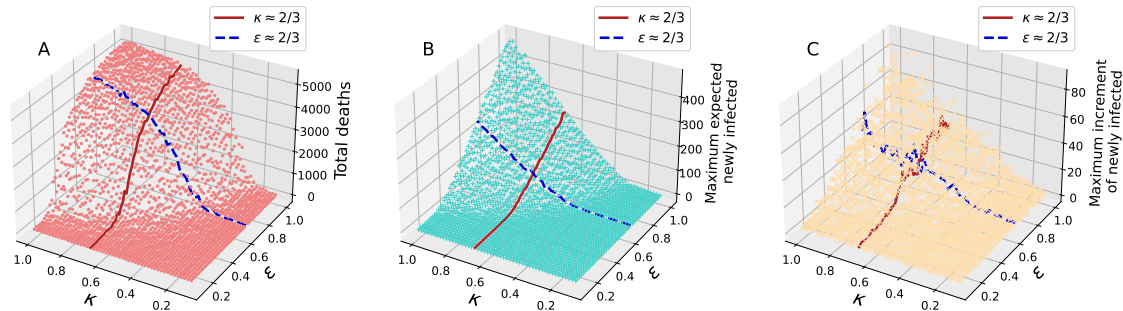 A
κ ≈ 2/3
ε ≈ 2/3
5000
4000
3000
2000
1000
0
Total deaths
1.0
0.8
0.6
0.4
0.2
κ
0.2
0.4
0.6
0.8
1.0
ε
B
κ ≈ 2/3
ε ≈ 2/3
400
300
200
100
0
Maximum expected
newly infected
1.0
0.8
0.6
0.4
0.2
κ
0.2
0.4
0.6
0.8
1.0
ε
C
κ ≈ 2/3
ε ≈ 2/3
80
60
40
20
0
Maximum increment
of newly infected
1.0
0.8
0.6
0.4
0.2
κ
0.2
0.4
0.6
0.8
1.0
ε